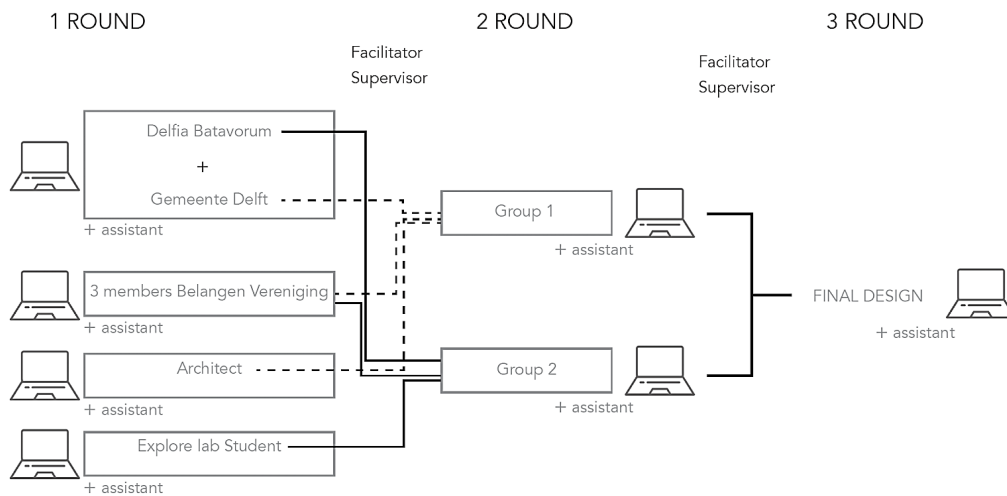 1 ROUND
2 ROUND
3 ROUND
Facilitator
Supervisor
Facilitator
Supervisor
Delfia Batavorum
+
Gemeente Delft
+ assistant
3 members Belangen Vereniging
+ assistant
Architect
+ assistant
Explore lab Student
+ assistant
Group 1
+ assistant
Group 2
+ assistant
FINAL DESIGN
+ assistant